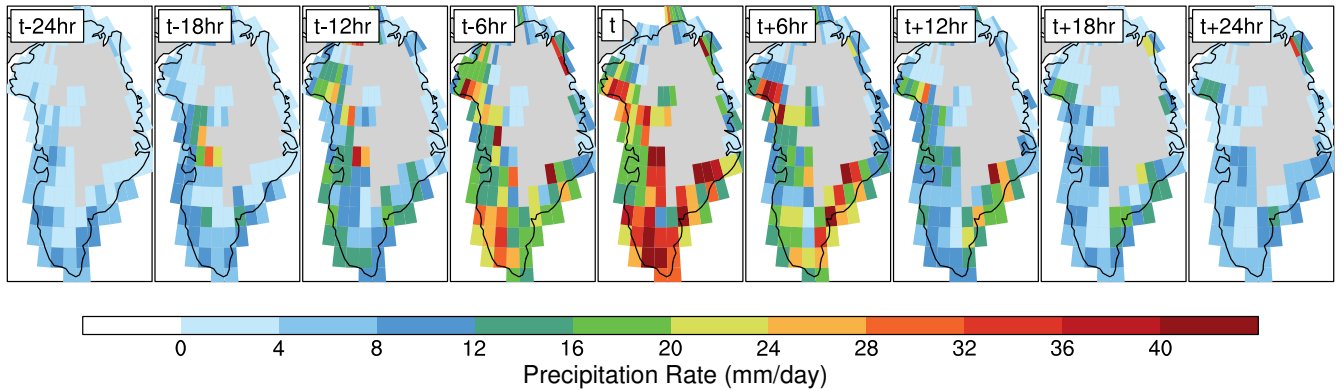 t-24hr t-18hr t-12hr t-6hr t t+6hr t+12hr t+18hr t+24hr
0 4 8 12 16 20 24 28 32 36 40
Precipitation Rate (mm/day)